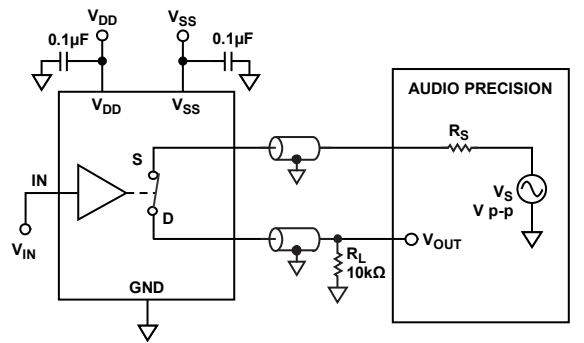 VDD
VSS
0.1µF
0.1µF
VDD
VSS
AUDIO PRECISION
RS
S
IN
VS
V p-p
D
VIN
VOUT
RL
10kΩ
GND